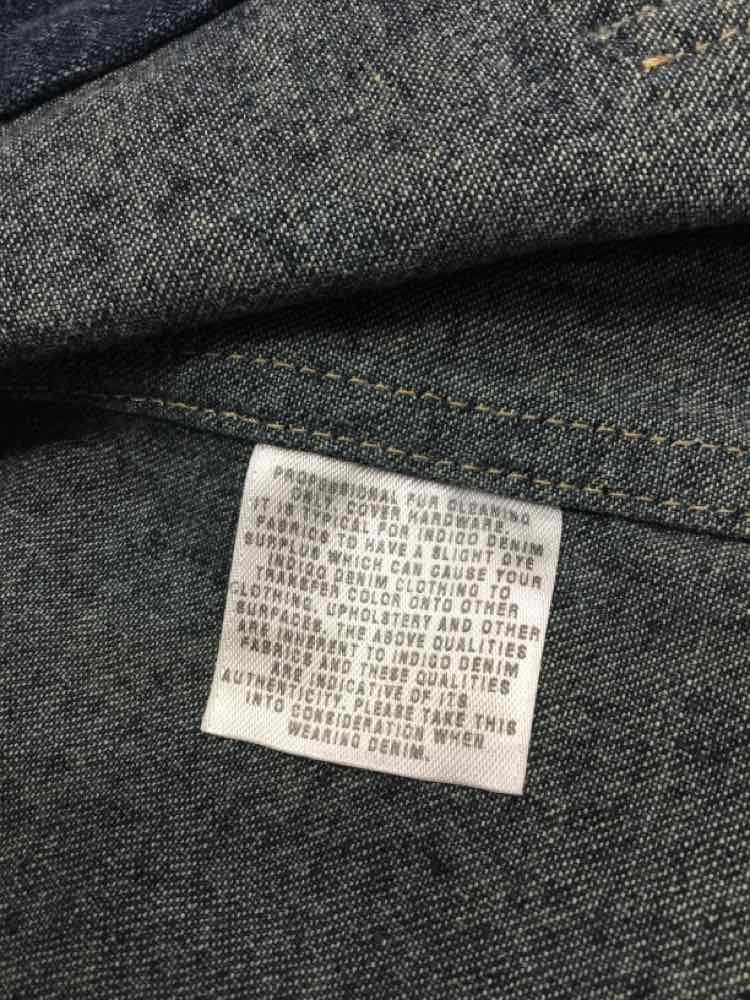 PROFESSIONAL FUR CLEANING
ONLY. COVER HARDWARE.
IT IS TYPICAL FOR INDIGO DENIM
FABRICS TO HAVE A SLIGHT DYE
SURPLUS WHICH CAN CAUSE YOUR
INDIGO DENIM CLOTHING TO
TRANSFER COLOR ONTO OTHER
CLOTHING, UPHOLSTERY AND OTHER
SURFACES. THE ABOVE QUALITIES
ARE INHERENT TO INDIGO DENIM
FABRICS AND THESE QUALITIES
ARE INDICATIVE OF ITS
AUTHENTICITY. PLEASE TAKE THIS
INTO CONSIDERATION WHEN
WEARING DENIM.